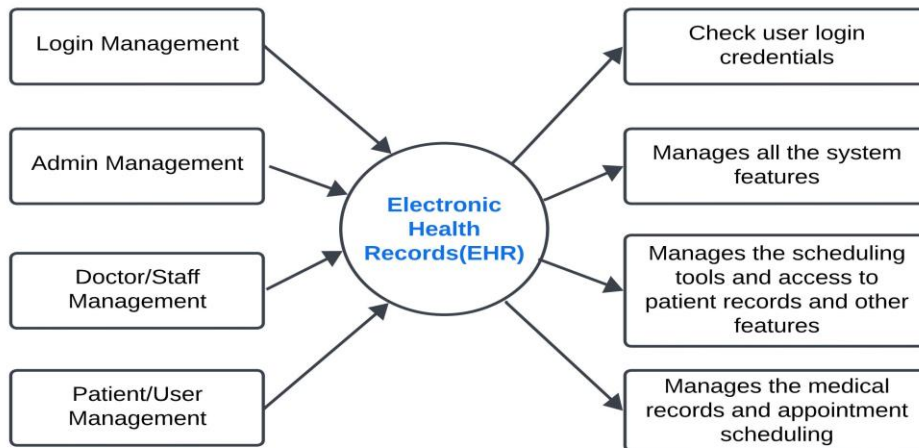 Login Management
Admin Management
Doctor/Staff
Management
Patient/User
Management
Electronic
Health
Records(EHR)
Check user login
credentials
Manages all the system
features
Manages the scheduling
tools and access to
patient records and other
features
Manages the medical
records and appointment
scheduling